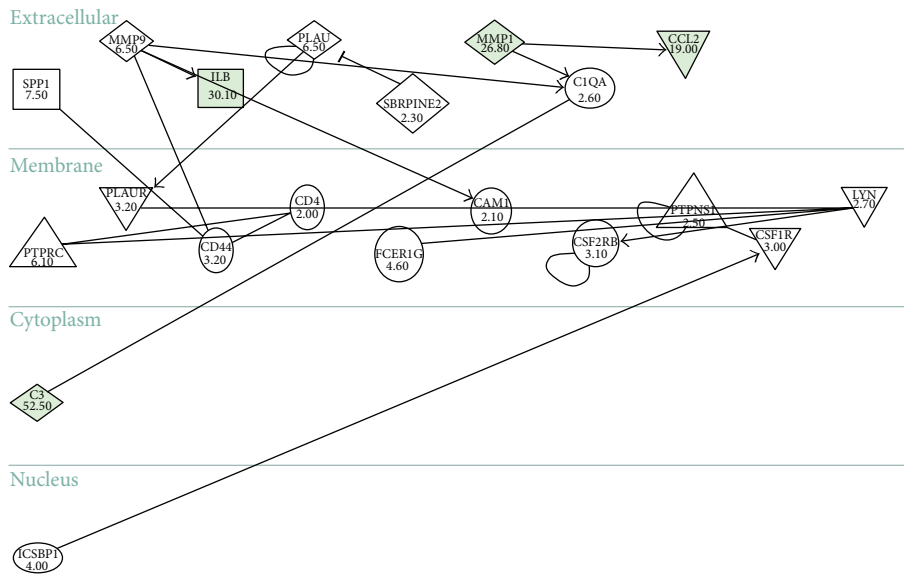 Extracellular
MMP9
6.50
PLAU
6.50
MMP1
26.80
CCL2
19.00
SPP1
7.50
ILB
30.10
SBRPINE2
2.30
C1QA
2.60
Membrane
PLAUR
3.20
CD4
2.00
CAM1
2.10
PTPNS1
2.50
LYN
2.70
PTPRC
6.10
CD44
3.20
FCER1G
4.60
CSF2RB
3.10
CSF1R
3.00
Cytoplasm
C3
52.50
Nucleus
ICSBP1
4.00